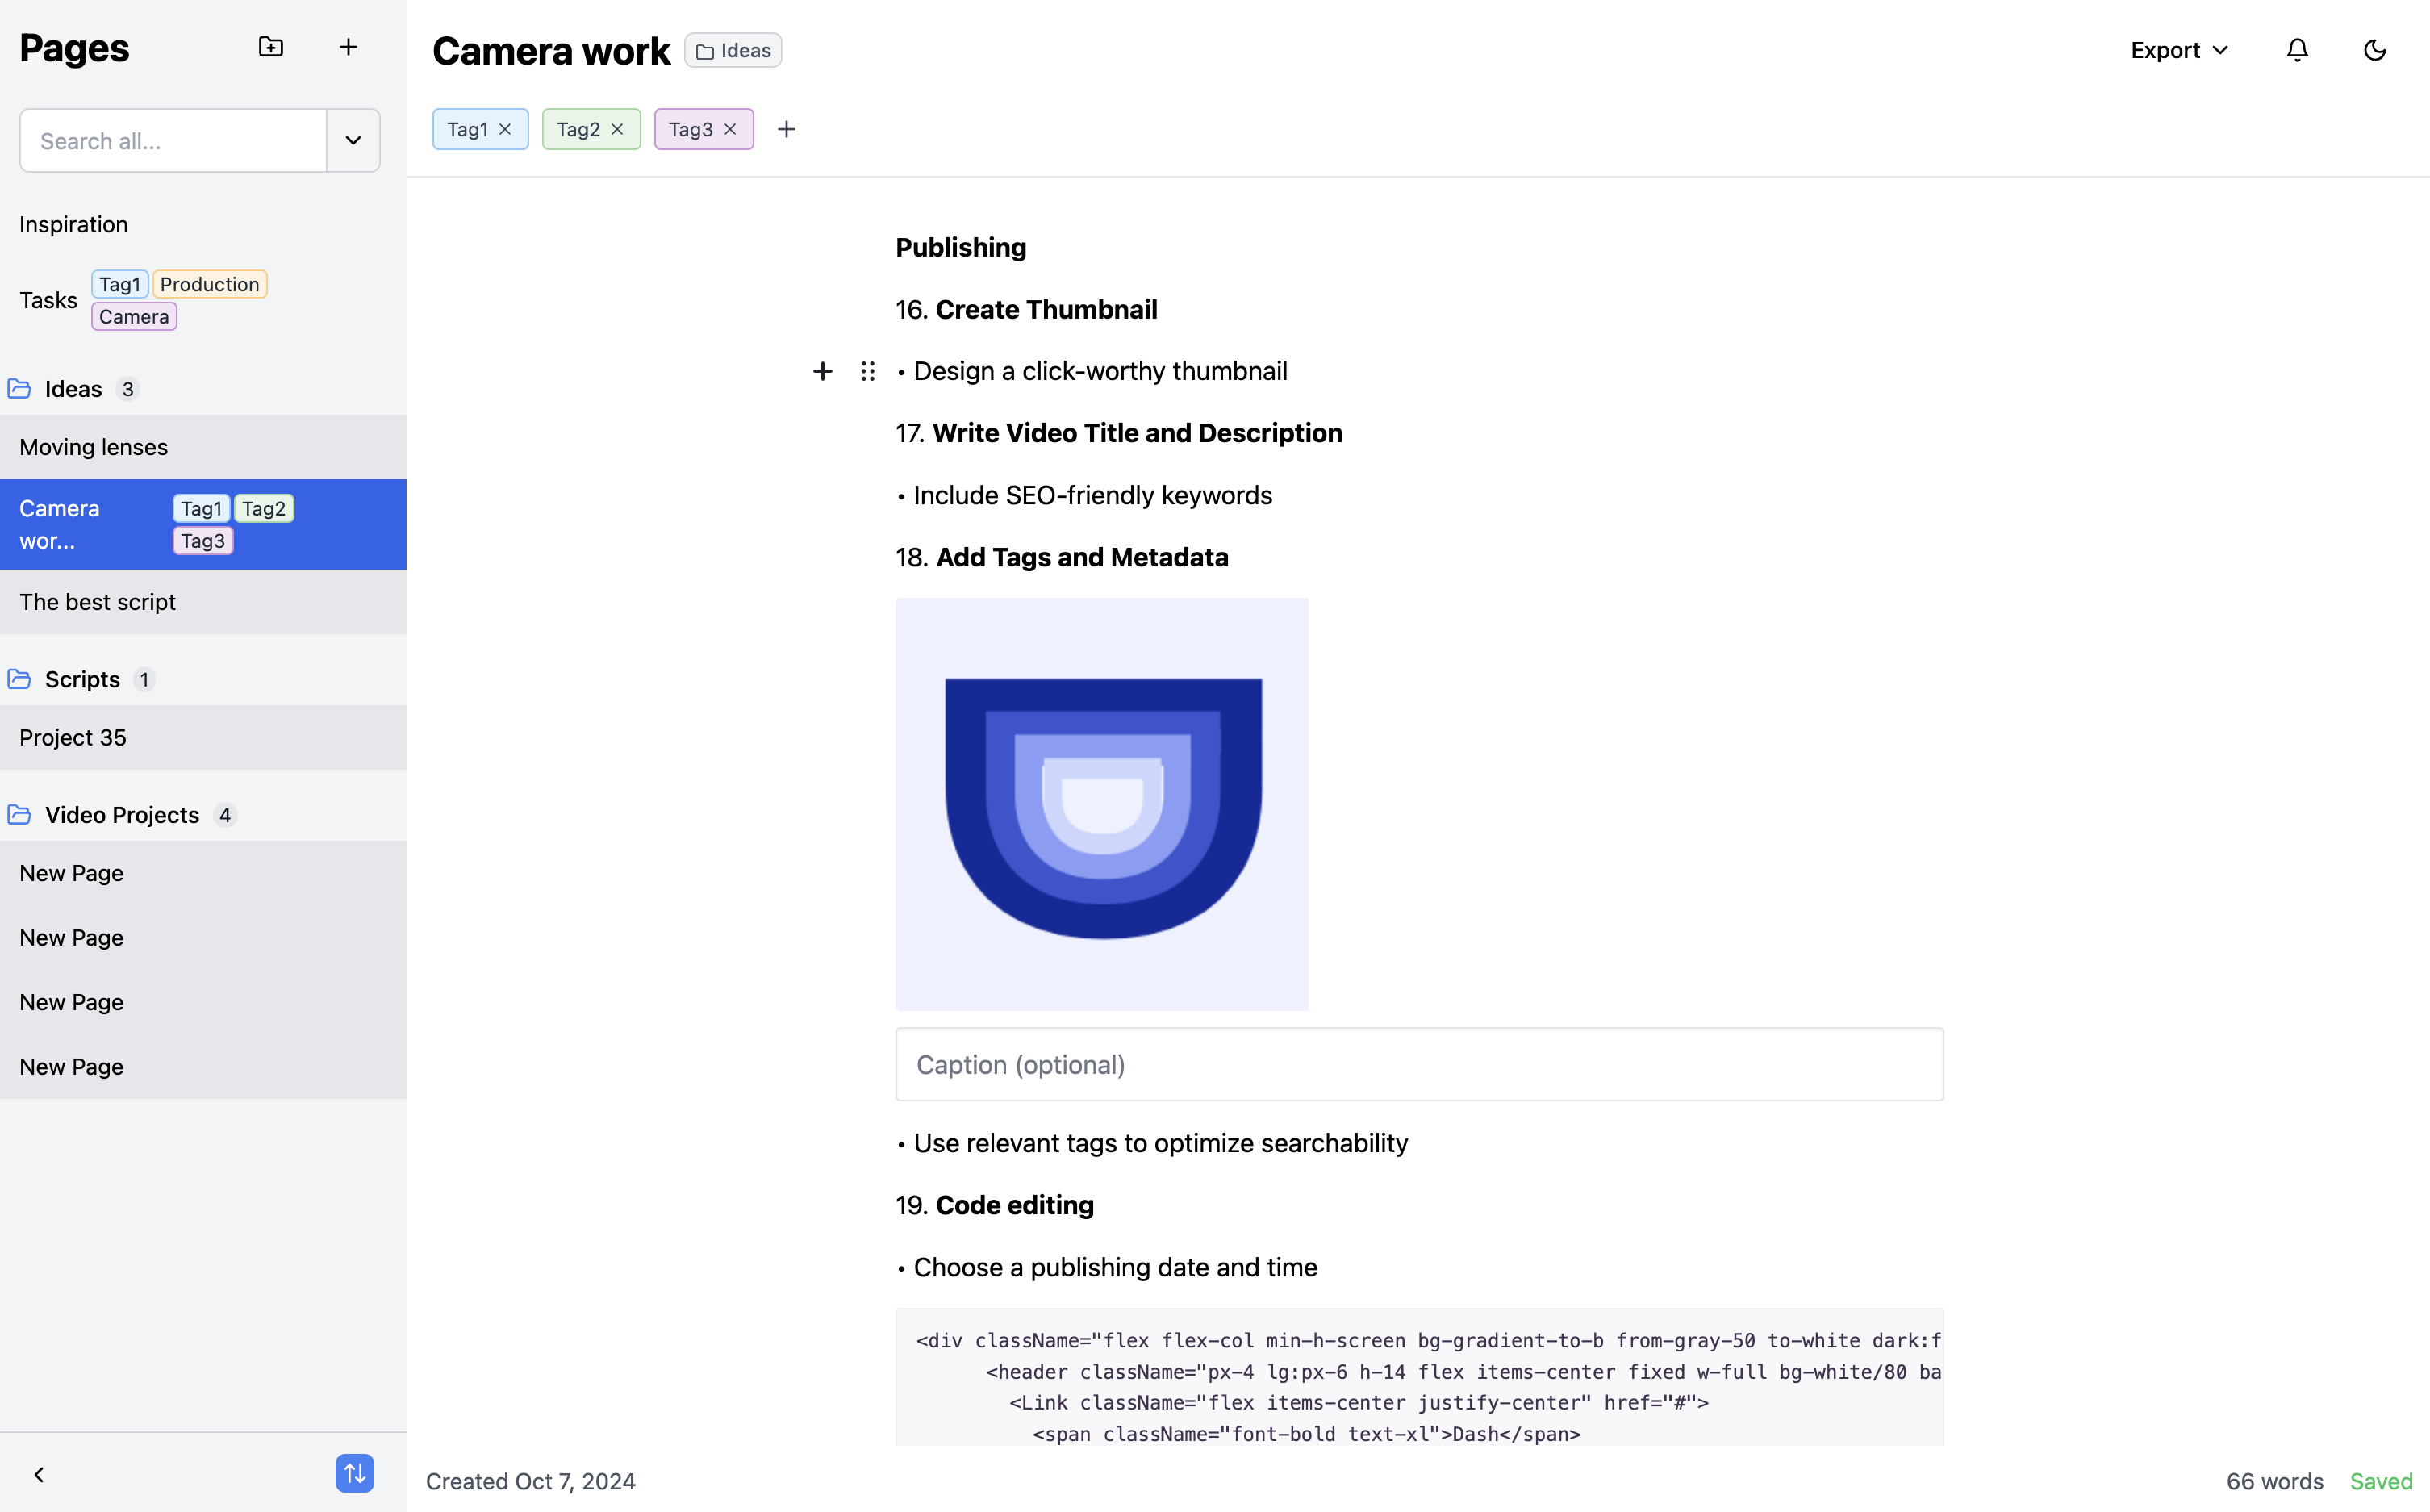 Pages
Search all...
Inspiration
Tasks Tag1 Production
Camera
Ideas 3
Moving lenses
Camera wor... Tag1 Tag2
Tag3
The best script
Scripts 1
Project 35
Video Projects 4
New Page
New Page
New Page
New Page
Camera work Ideas
Export
Tag1 × Tag2 × Tag3 × +
Publishing
16. Create Thumbnail
• Design a click-worthy thumbnail
17. Write Video Title and Description
• Include SEO-friendly keywords
18. Add Tags and Metadata
Caption (optional)
• Use relevant tags to optimize searchability
19. Code editing
• Choose a publishing date and time
<div className="flex flex-col min-h-screen bg-gradient-to-b from-gray-50 to-white dark:f
<header className="px-4 lg:px-6 h-14 flex items-center fixed w-full bg-white/80 ba
<Link className="flex items-center justify-center" href="#">
<span className="font-bold text-xl">Dash</span>
Created Oct 7, 2024
66 words Saved